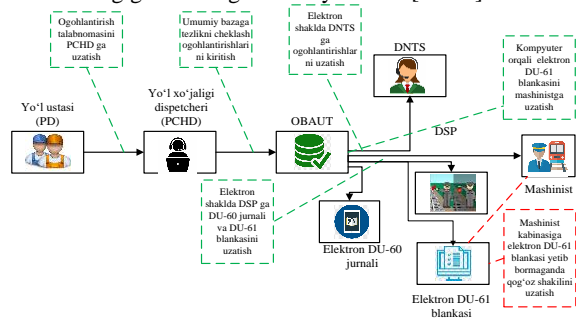 Ogohlantirish
talabnomasini
PCHD ga
uzatish
Umumiy bazaga
tezlikni cheklash
ogohlantirishlari
ni kiritish
Elektron
shaklda DNTS
ga
ogohlantirishlar
ni uzatish
DNTS
Kompyuter
orqali elektron
DU-61
blankasini
mashinistga
uzatish
Yo‘l ustasi
(PD)
Yo‘l xo‘jaligi
dispetcheri
(PCHD)
OBAUT
DSP
Mashinist
Elektron
shaklda DSP ga
DU-60 jurnali
va DU-61
blankasini
uzatish
Elektron DU-60
jurnali
Elektron DU-61
blankasi
Mashinist
kabinasiga
elektron DU-61
blankasi yetib
bormaganda
qog‘oz shakilini
uzatish